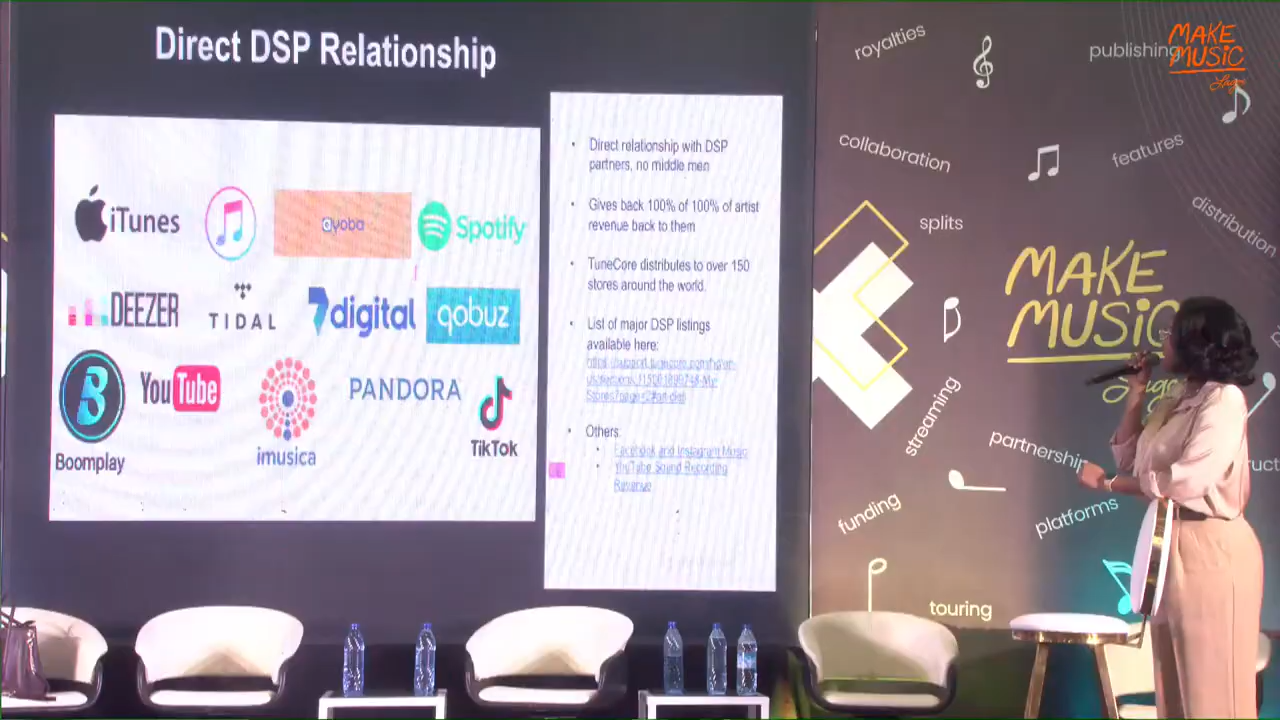 Direct DSP Relationship
iTunes
ayoba
Spotify
DEEZER
TIDAL
7digital
qobuz
B
Boomplay
YouTube
imusica
PANDORA
TikTok
• Direct relationship with DSP
partners, no middle men
• Gives back 100% of 100% of artist
revenue back to them
• TuneCore distributes to over 150
stores around the world.
• List of major DSP listings
available here:
• Others:
• Facebook and Instagram Music
• YouTube Sound Recording
Revenue
royalties
publishing
MAKE
MUSIC
Lagos
collaboration
features
splits
distribution
MAKE
MUSIC
Lagos
streaming
partnership
funding
platforms
touring